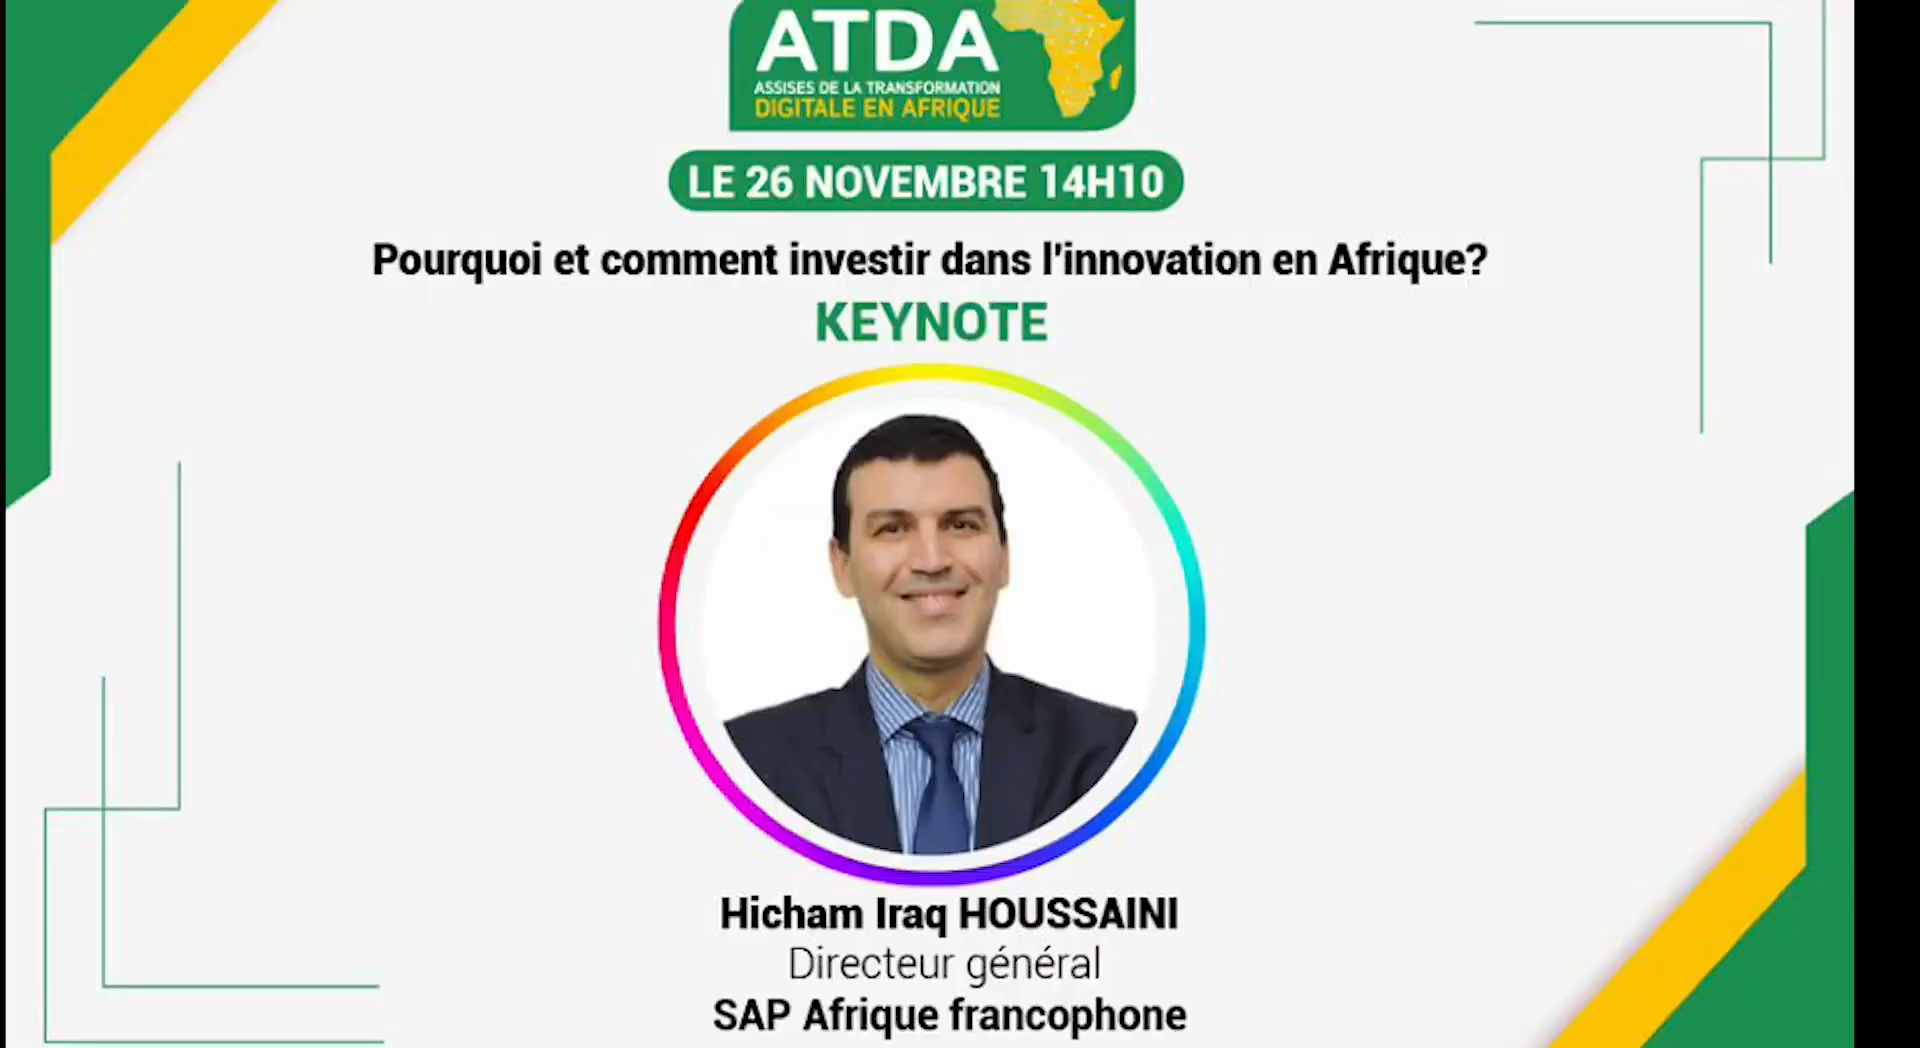 ATDA
ASSISES DE LA TRANSFORMATION
DIGITALE EN AFRIQUE
LE 26 NOVEMBRE 14H10
Pourquoi et comment investir dans l'innovation en Afrique?
KEYNOTE
Hicham Iraq HOUSSAINI
Directeur général
SAP Afrique francophone